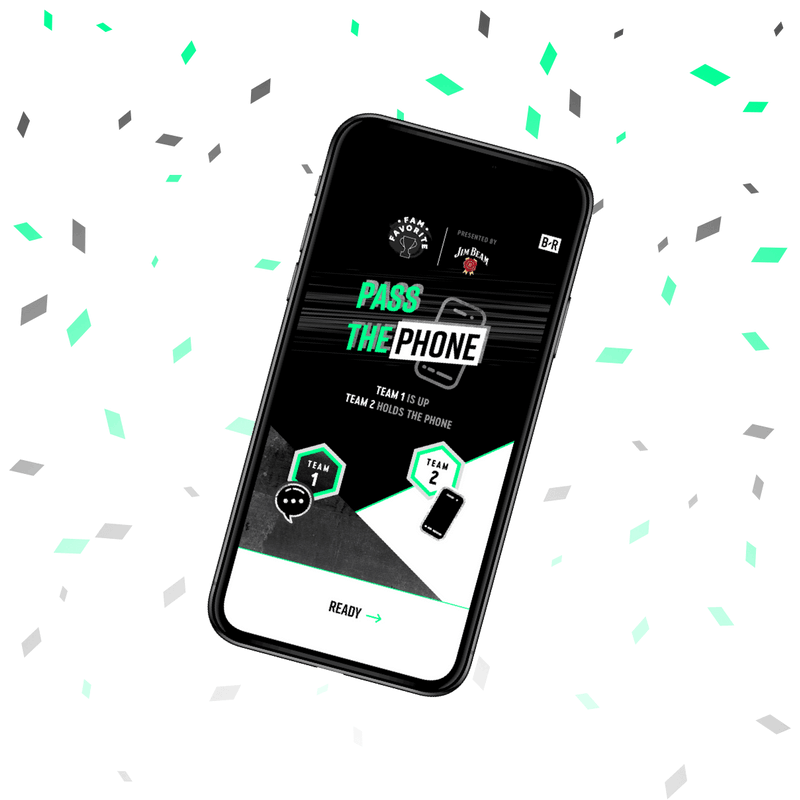 FAM
FAVORITE
PRESENTED BY
JIM BEAM
B/R
PASS
THE PHONE
TEAM 1 IS UP
TEAM 2 HOLDS THE PHONE
TEAM
1
TEAM
2
READY